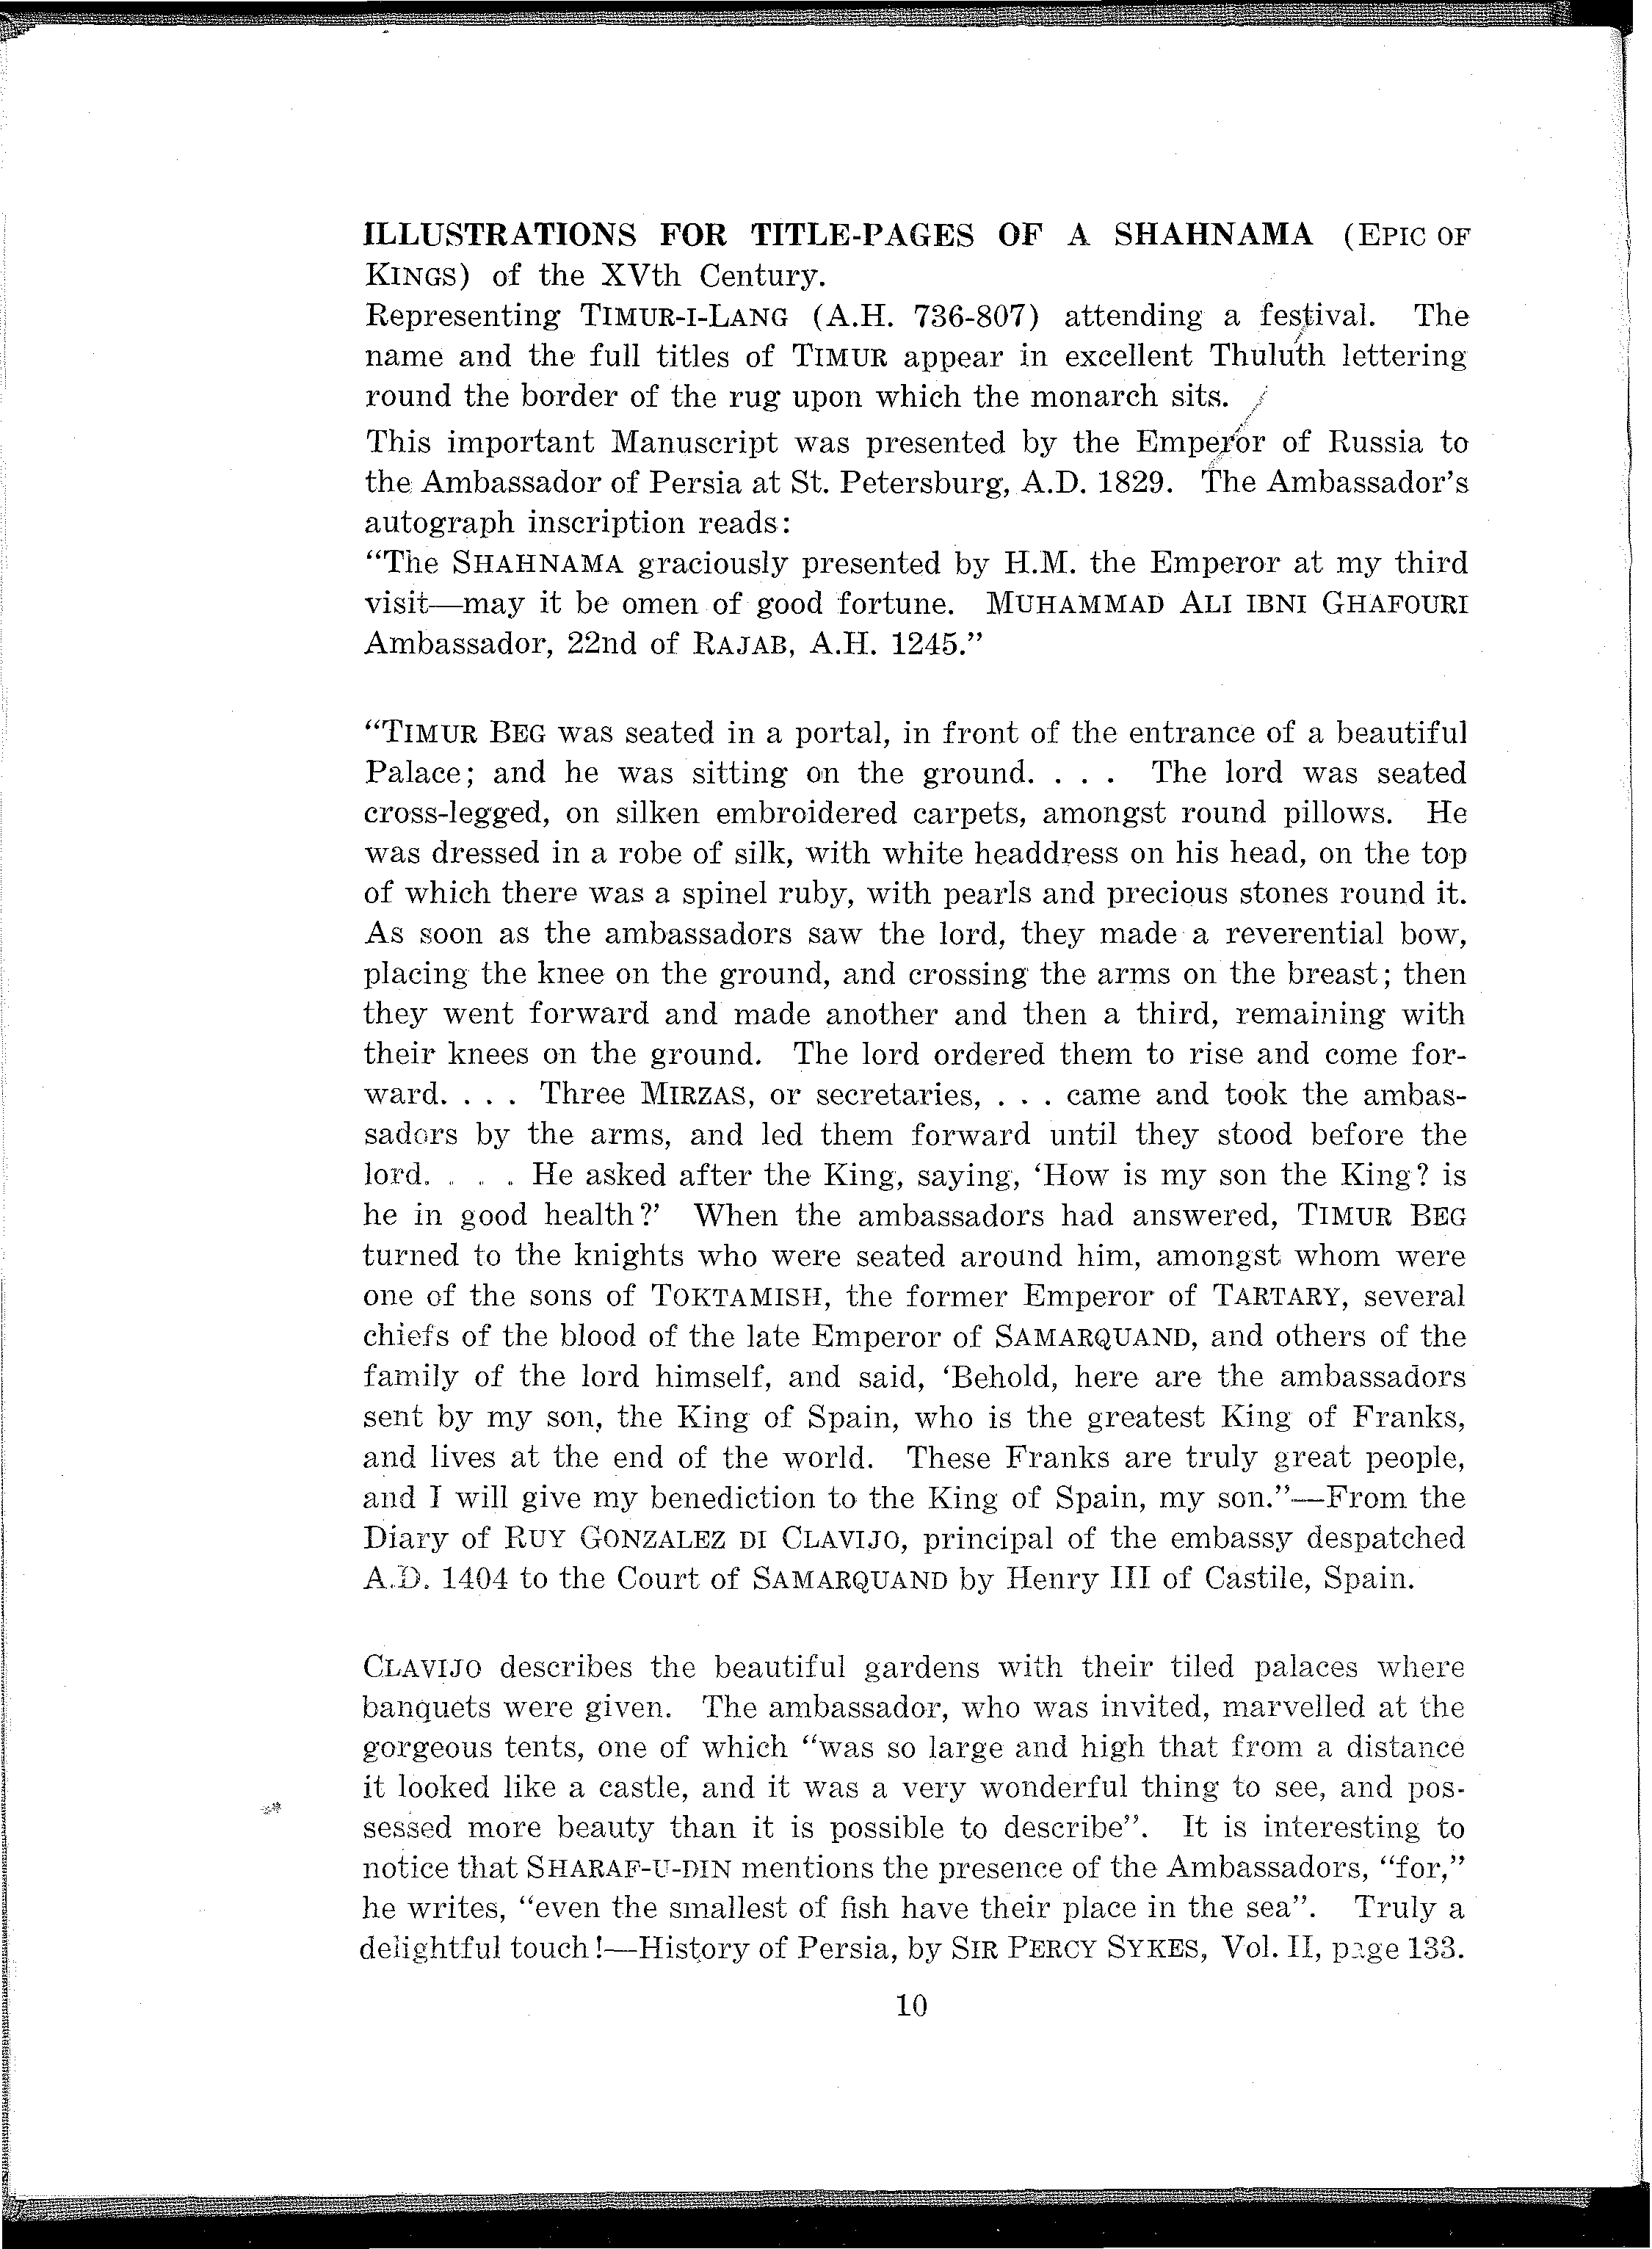 ILLUSTRATIONS FOR TITLE-PAGES OF A SHAHNAMA (EPIC OF
KINGS) of the XVth Century.
Representing TIMUR-I-LANG (A.H. 736-807) attending a festival. The
name and the full titles of TIMUR appear in excellent Thuluth lettering
round the border of the rug upon which the monarch sits.
This important Manuscript was presented by the Emperor of Russia to
the Ambassador of Persia at St. Petersburg, A.D. 1829. The Ambassador's
autograph inscription reads:
"The SHAHNAMA graciously presented by H.M. the Emperor at my third
visit—may it be omen of good fortune. MUHAMMAD ALI IBNI GHAFOURI
Ambassador, 22nd of RAJAB, A.H. 1245."
"TIMUR BEG was seated in a portal, in front of the entrance of a beautiful
Palace; and he was sitting on the ground. . . . The lord was seated
cross-legged, on silken embroidered carpets, amongst round pillows. He
was dressed in a robe of silk, with white headdress on his head, on the top
of which there was a spinel ruby, with pearls and precious stones round it.
As soon as the ambassadors saw the lord, they made a reverential bow,
placing the knee on the ground, and crossing the arms on the breast; then
they went forward and made another and then a third, remaining with
their knees on the ground. The lord ordered them to rise and come for-
ward. . . . Three MIRZAS, or secretaries, . . . came and took the ambas-
sadors by the arms, and led them forward until they stood before the
lord. . . . He asked after the King, saying, 'How is my son the King? is
he in good health?' When the ambassadors had answered, TIMUR BEG
turned to the knights who were seated around him, amongst whom were
one of the sons of TOKTAMISH, the former Emperor of TARTARY, several
chiefs of the blood of the late Emperor of SAMARQUAND, and others of the
family of the lord himself, and said, 'Behold, here are the ambassadors
sent by my son, the King of Spain, who is the greatest King of Franks,
and lives at the end of the world. These Franks are truly great people,
and I will give my benediction to the King of Spain, my son."—From the
Diary of RUY GONZALEZ DI CLAVIJO, principal of the embassy despatched
A.D. 1404 to the Court of SAMARQUAND by Henry III of Castile, Spain.
CLAVIJO describes the beautiful gardens with their tiled palaces where
banquets were given. The ambassador, who was invited, marvelled at the
gorgeous tents, one of which "was so large and high that from a distance
it looked like a castle, and it was a very wonderful thing to see, and pos-
sessed more beauty than it is possible to describe". It is interesting to
notice that SHARAF-U-DIN mentions the presence of the Ambassadors, "for,"
he writes, "even the smallest of fish have their place in the sea". Truly a
delightful touch!—History of Persia, by SIR PERCY SYKES, Vol. II, page 133.
10